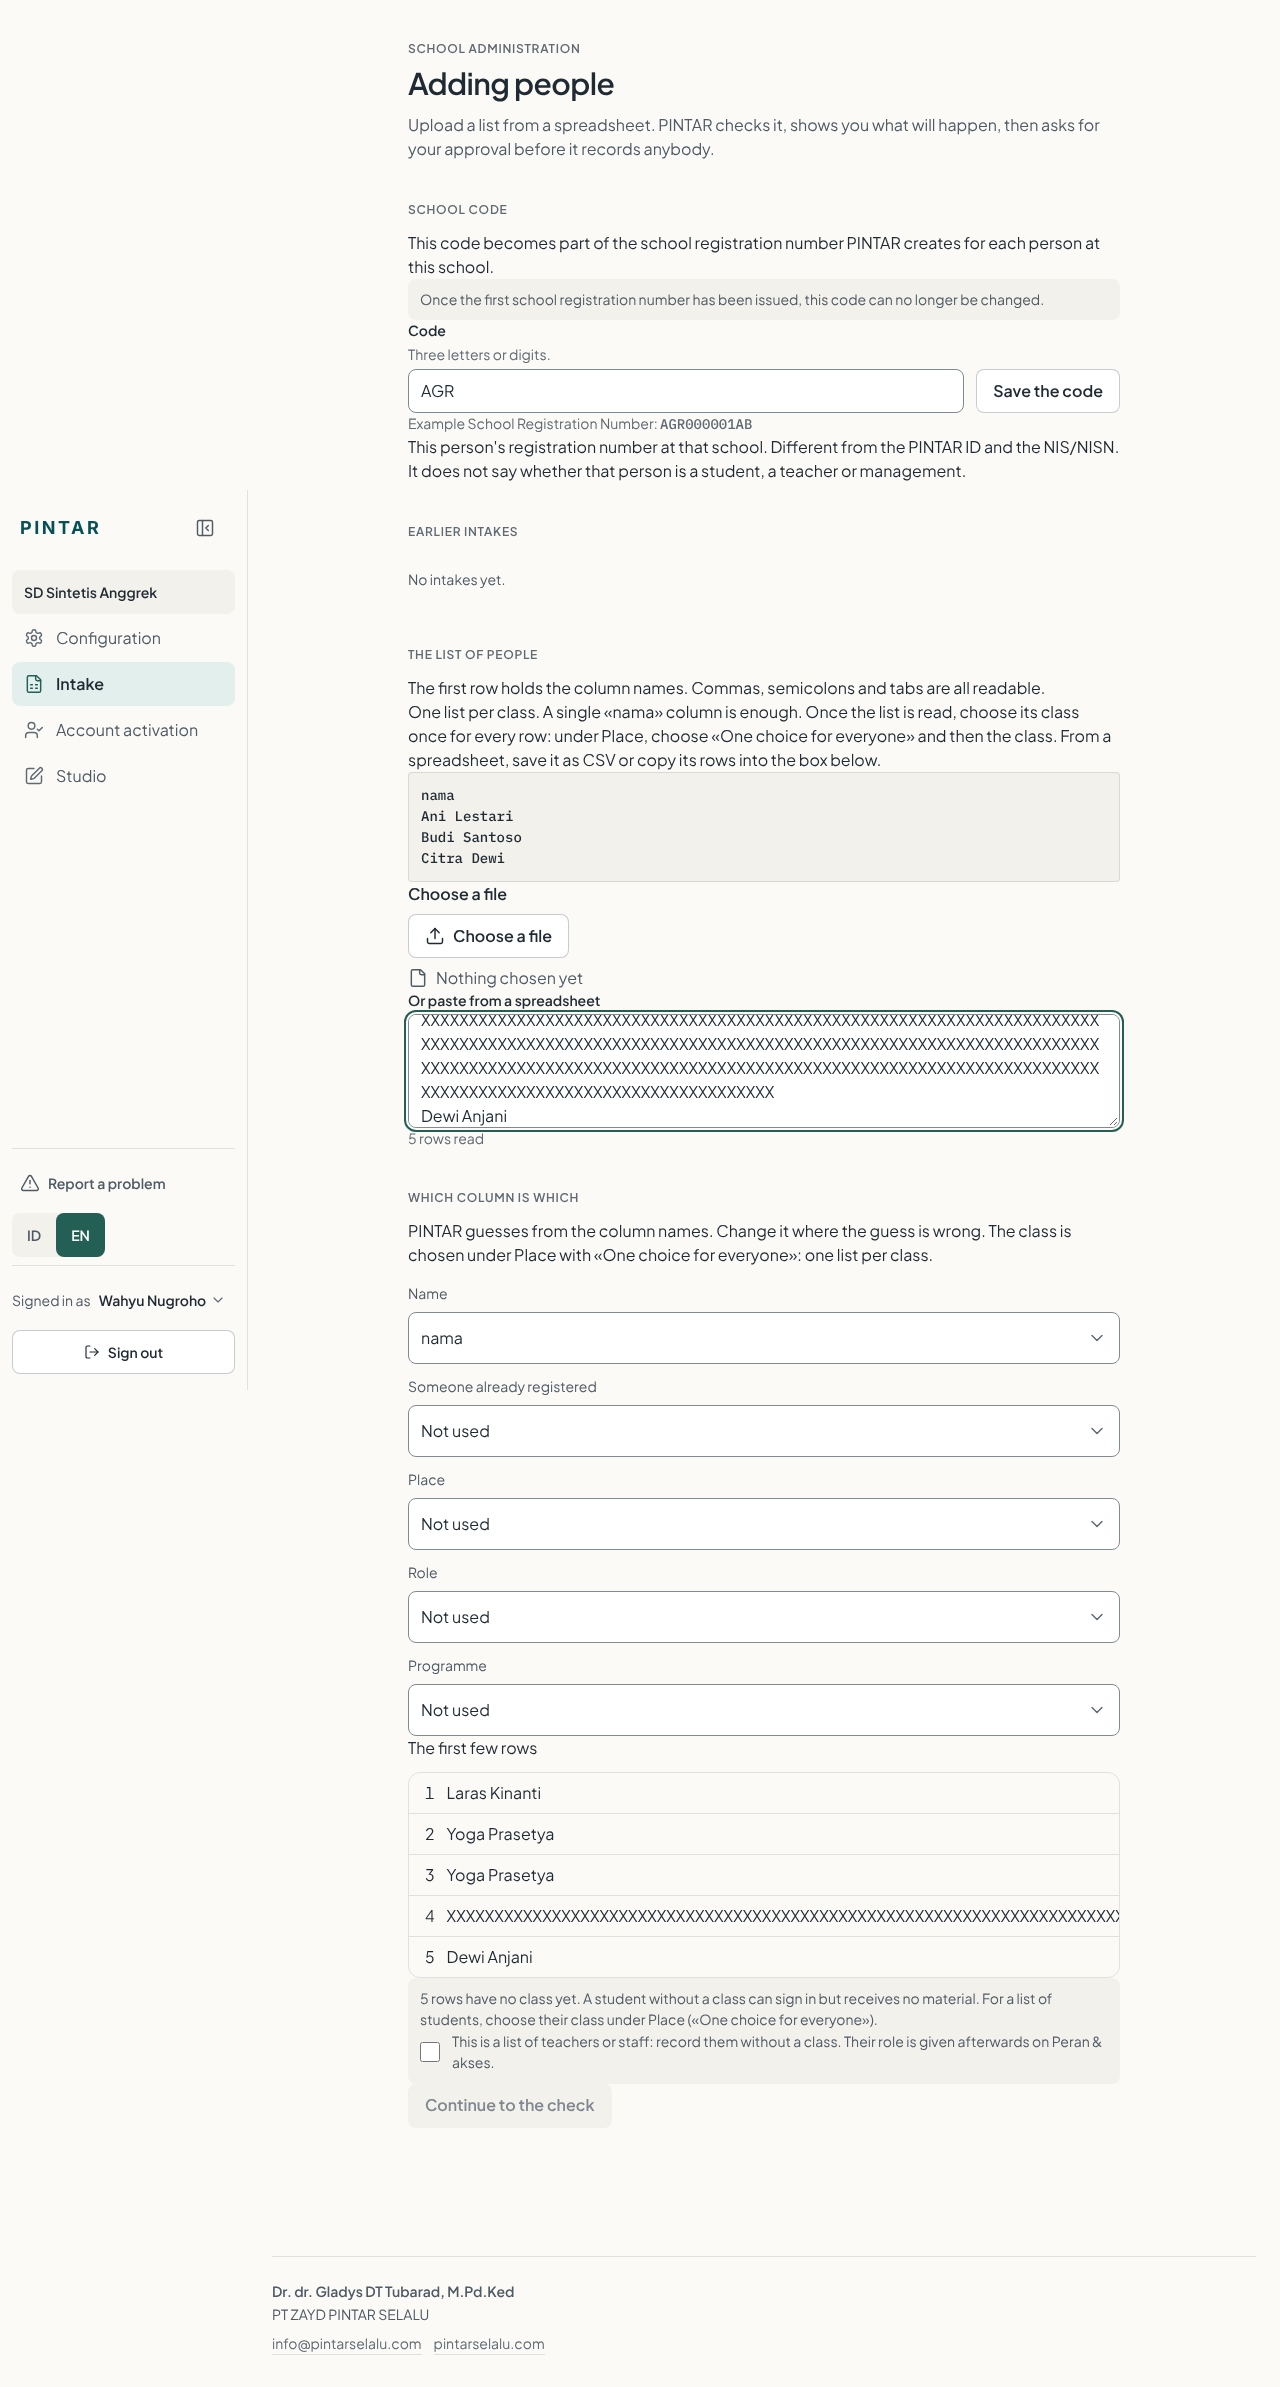 SCHOOL ADMINISTRATION
Adding people
Upload a list from a spreadsheet. PINTAR checks it, shows you what will happen, then asks for
your approval before it records anybody.
SCHOOL CODE
This code becomes part of the school registration number PINTAR creates for each person at
this school.
Once the first school registration number has been issued, this code can no longer be changed.
Code
Three letters or digits.
AGR
Save the code
Example School Registration Number: AGR000001AB
This person's registration number at that school. Different from the PINTAR ID and the NIS/NISN.
It does not say whether that person is a student, a teacher or management.
PINTAR
SD Sintetis Anggrek
Configuration
Intake
Account activation
Studio
Report a problem
ID EN
Signed in as Wahyu Nugroho
Sign out
EARLIER INTAKES
No intakes yet.
THE LIST OF PEOPLE
The first row holds the column names. Commas, semicolons and tabs are all readable.
One list per class. A single «nama» column is enough. Once the list is read, choose its class
once for every row: under Place, choose «One choice for everyone» and then the class. From a
spreadsheet, save it as CSV or copy its rows into the box below.
nama
Ani Lestari
Budi Santoso
Citra Dewi
Choose a file
Choose a file
Nothing chosen yet
Or paste from a spreadsheet
Dewi Anjani
5 rows read
WHICH COLUMN IS WHICH
PINTAR guesses from the column names. Change it where the guess is wrong. The class is
chosen under Place with «One choice for everyone»: one list per class.
Name
nama
Someone already registered
Not used
Place
Not used
Role
Not used
Programme
Not used
The first few rows
1 Laras Kinanti
2 Yoga Prasetya
3 Yoga Prasetya
4
5 Dewi Anjani
5 rows have no class yet. A student without a class can sign in but receives no material. For a list of
students, choose their class under Place («One choice for everyone»).
This is a list of teachers or staff: record them without a class. Their role is given afterwards on Peran &
akses.
Continue to the check
Dr. dr. Gladys DT Tubarad, M.Pd.Ked
PT ZAYD PINTAR SELALU
info@pintarselalu.com pintarselalu.com